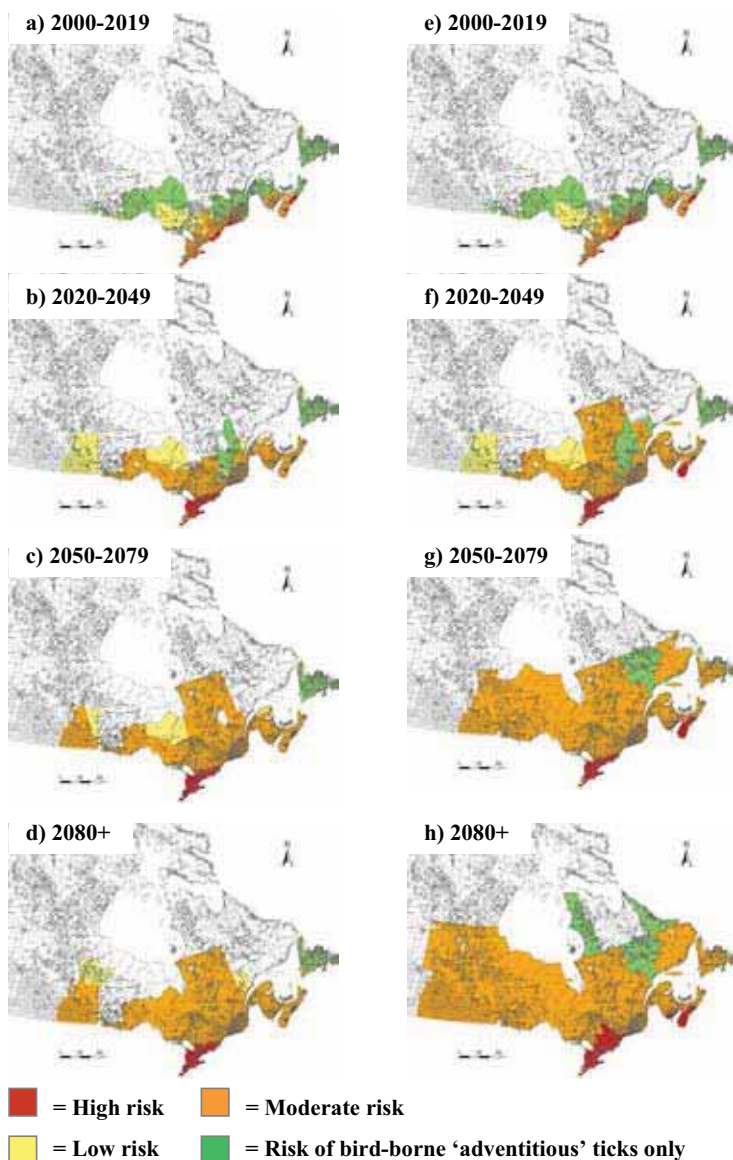 a) 2000-2019
e) 2000-2019
b) 2020-2049
f) 2020-2049
c) 2050-2079
g) 2050-2079
d) 2080+
h) 2080+
= High risk
= Moderate risk
= Low risk
= Risk of bird-borne ‘adventitious’ ticks only